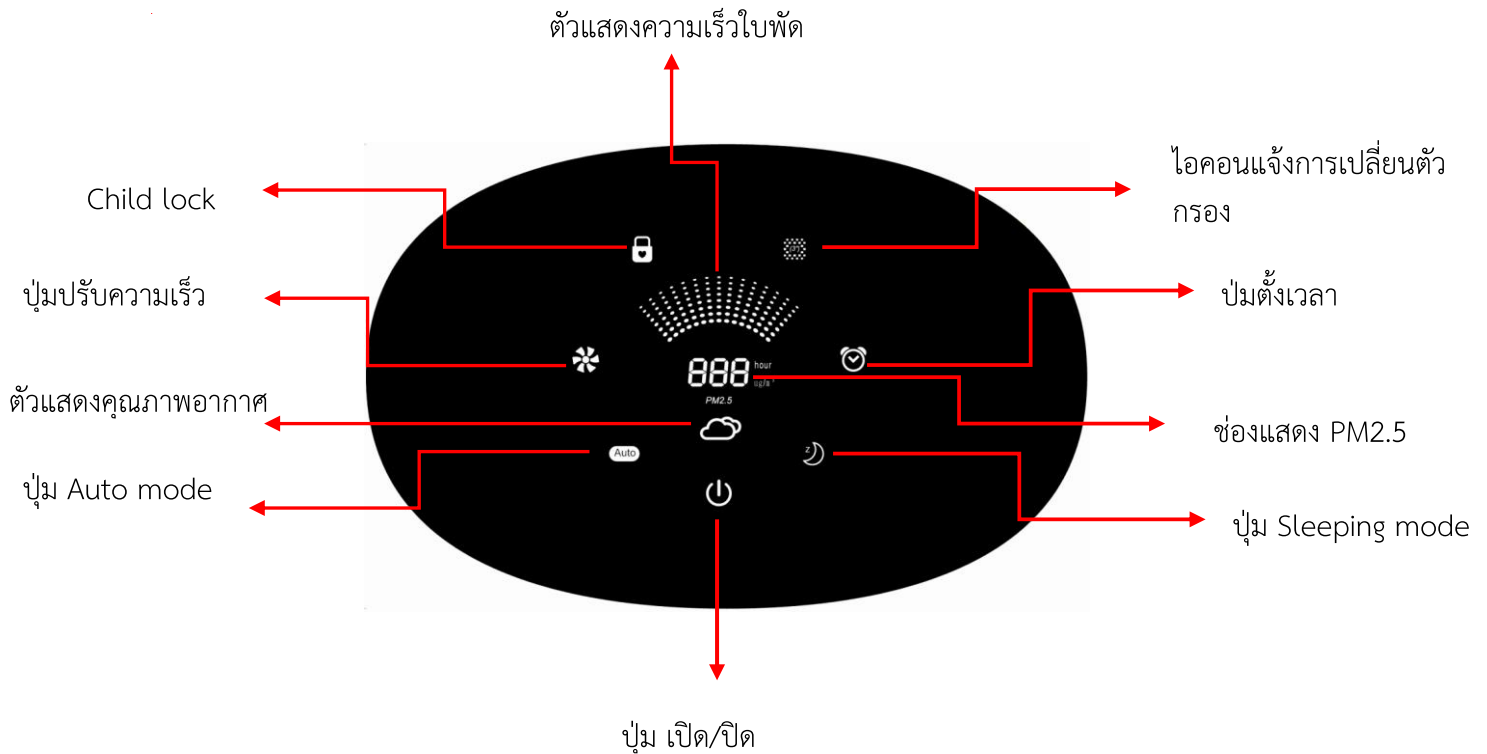 ตัวแสดงความเร็วใบพัด
ไอคอนแจ้งการเปลี่ยนตัว
กรอง
Child lock
ปุ่มปรับความเร็ว
ป่มตั้งเวลา
888 hour
ug/m³
PM2.5
ตัวแสดงคุณภาพอากาศ
ช่องแสดง PM2.5
Auto
z
ปุ่ม Auto mode
ปุ่ม Sleeping mode
ปุ่ม เปิด/ปิด